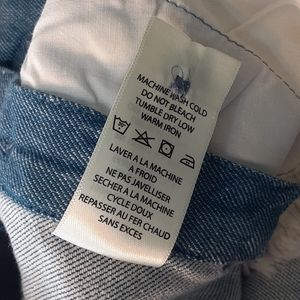 MACHINE WASH COLD
DO NOT BLEACH
TUMBLE DRY LOW
WARM IRON
LAVER A LA MACHINE
A FROID
NE PAS JAVELLISER
SECHER A LA MACHINE
CYCLE DOUX
REPASSER AU FER CHAUD
SANS EXCES